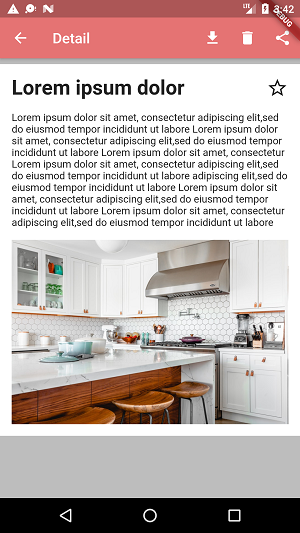 LTE 3:42
DEBUG
Detail
Lorem ipsum dolor
Lorem ipsum dolor sit amet, consectetur adipiscing elit,sed
do eiusmod tempor incididunt ut labore Lorem ipsum dolor
sit amet, consectetur adipiscing elit,sed do eiusmod tempor
incididunt ut labore Lorem ipsum dolor sit amet, consectetur
Lorem ipsum dolor sit amet, consectetur adipiscing elit,sed
do eiusmod tempor incididunt ut labore adipiscing elit,sed do
eiusmod tempor incididunt ut labore Lorem ipsum dolor sit
amet, consectetur adipiscing elit,sed do eiusmod tempor
incididunt ut labore Lorem ipsum dolor sit amet, consectetur
adipiscing elit,sed do eiusmod tempor incididunt ut labore